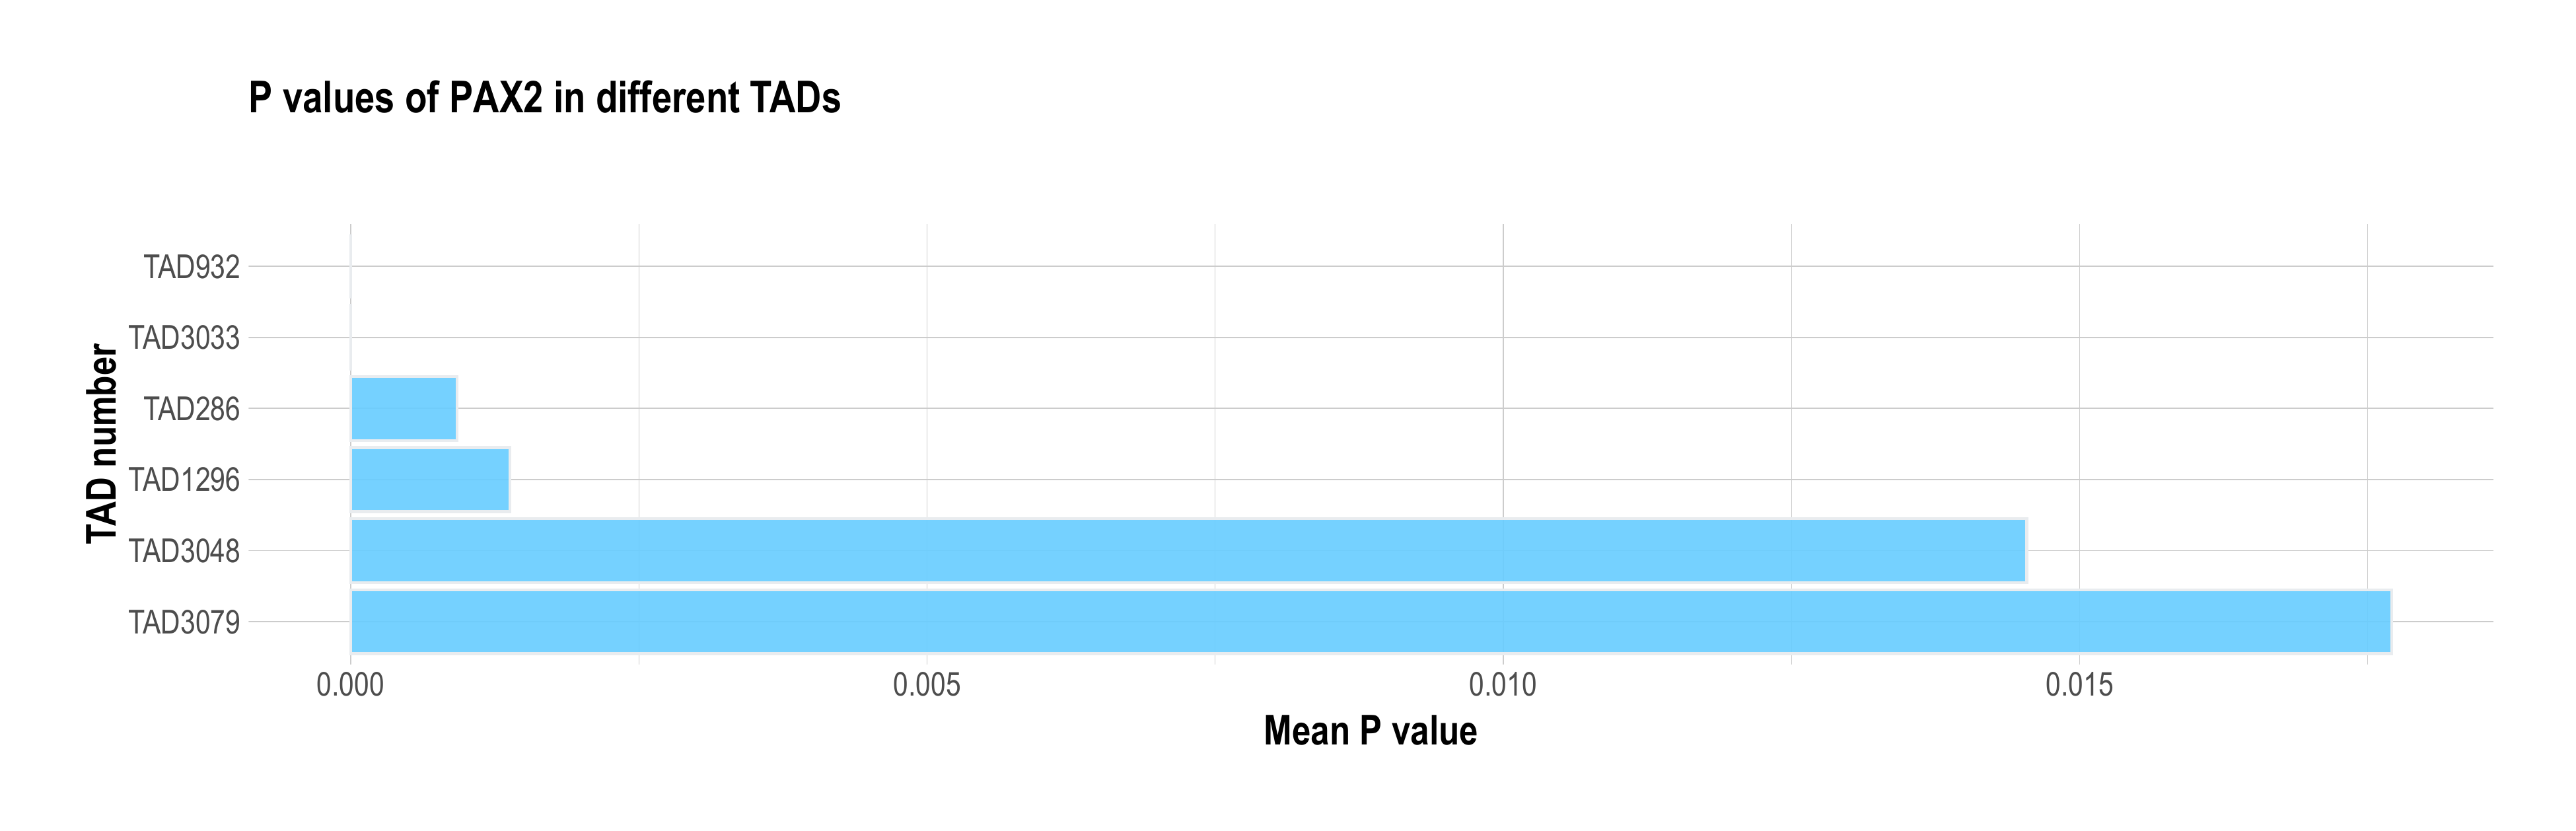 P values of PAX2 in different TADs
TAD number
TAD932
TAD3033
TAD286
TAD1296
TAD3048
TAD3079
0.000 0.005 0.010 0.015
Mean P value